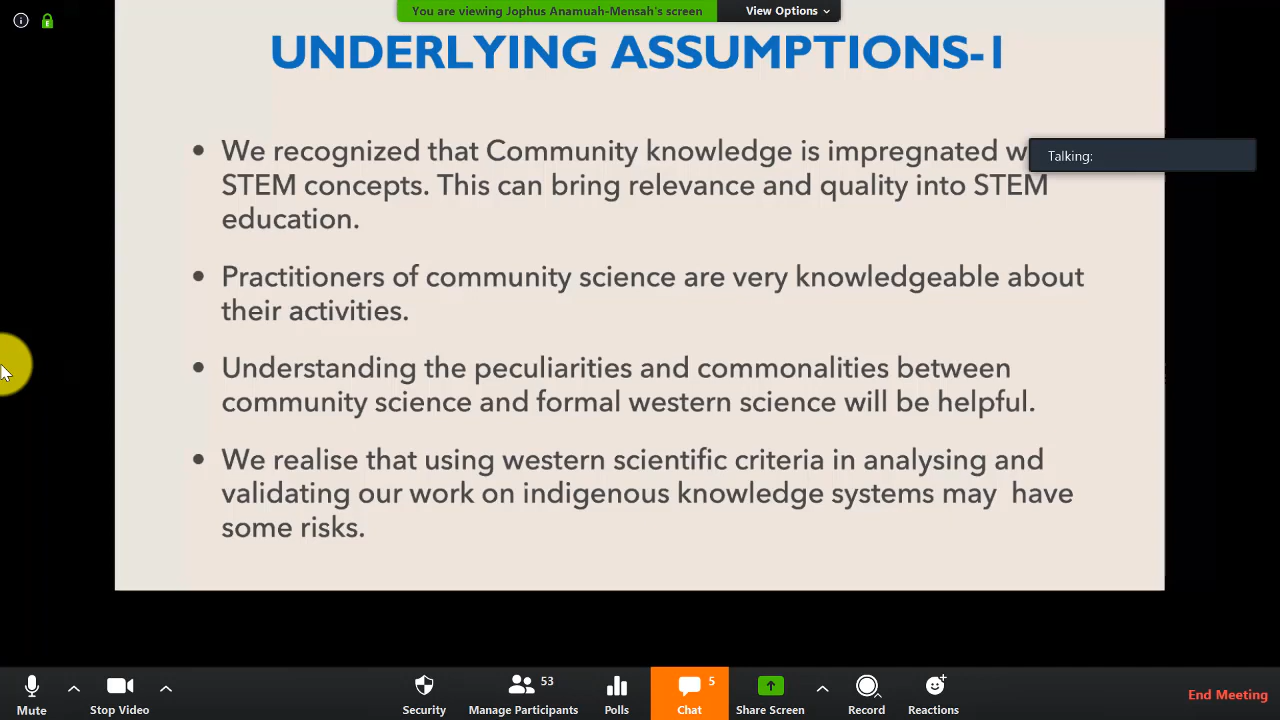 You are viewing Jophus Anamuah-Mensah's screen
View Options
UNDERLYING ASSUMPTIONS-I
• We recognized that Community knowledge is impregnated w
Talking:
STEM concepts. This can bring relevance and quality into STEM
education.
• Practitioners of community science are very knowledgeable about
their activities.
• Understanding the peculiarities and commonalities between
community science and formal western science will be helpful.
• We realise that using western scientific criteria in analysing and
validating our work on indigenous knowledge systems may have
some risks.
53
5
Mute
Stop Video
Security
Manage Participants
Polls
Chat
Share Screen
Record
Reactions
End Meeting